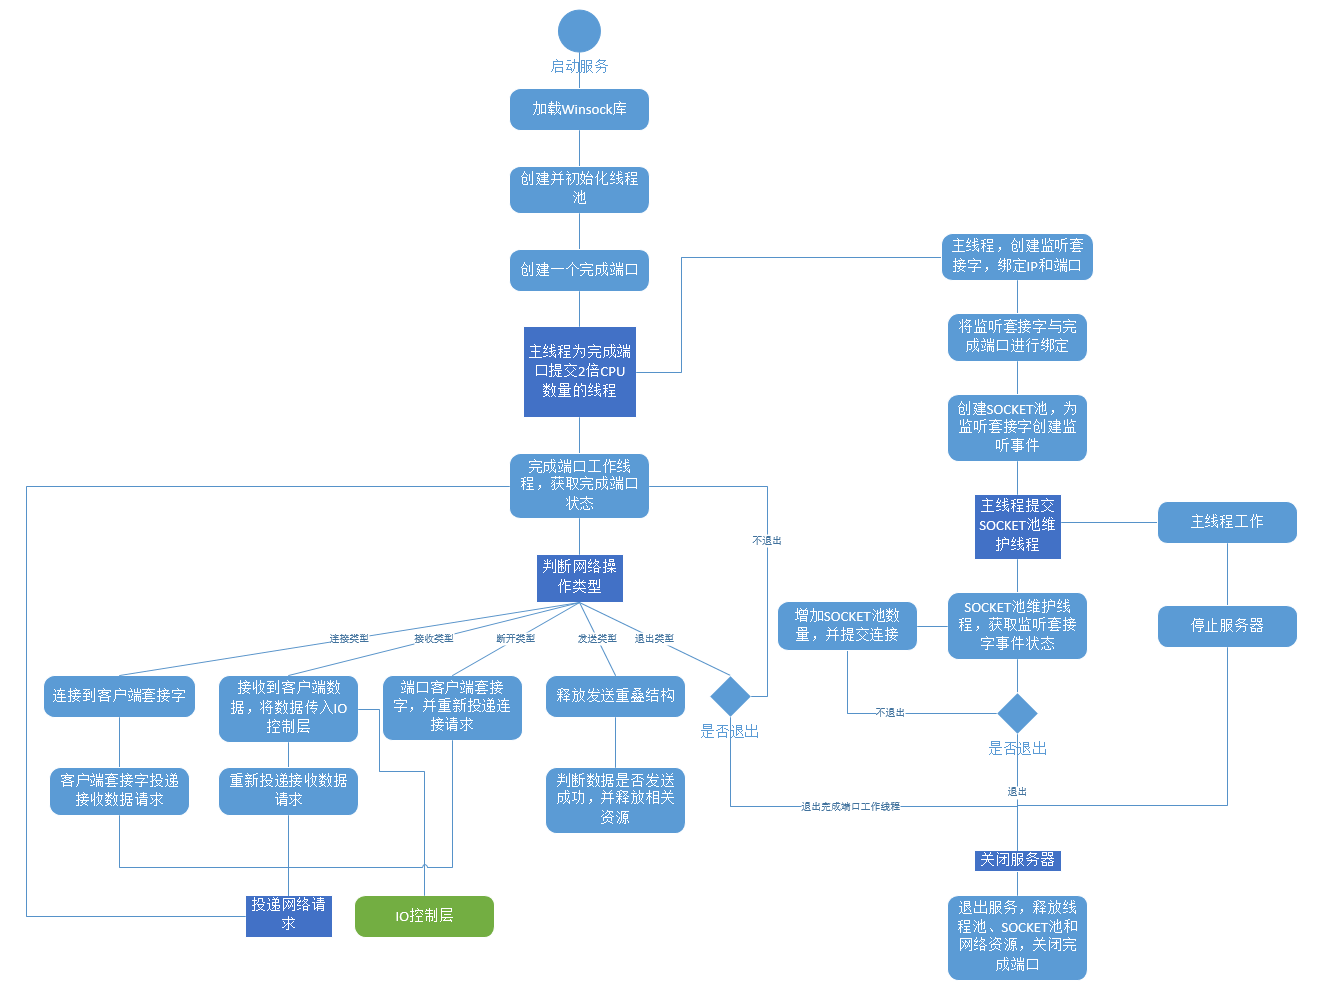 启动服务
加载Winsock库
创建并初始化线程
池
创建一个完成端口
主线程为完成端
口提交2倍CPU
数量的线程
主线程，创建监听套
接字，绑定IP和端口
将监听套接字与完
成端口进行绑定
创建SOCKET池，为
监听套接字创建监
听事件
完成端口工作线
程，获取完成端口
状态
主线程提交
SOCKET池维
护线程
主线程工作
不退出
判断网络操
作类型
增加SOCKET池数
量，并提交连接
SOCKET池维护线
程，获取监听套接
字事件状态
停止服务器
连接类型
接收类型
断开类型
发送类型
退出类型
连接到客户端套接字
接收到客户端数
据，将数据传入IO
控制层
端口客户端套接
字，并重新投递连
接请求
释放发送重叠结构
是否退出
不退出
是否退出
客户端套接字投递
接收数据请求
重新投递接收数据
请求
判断数据是否发送
成功，并释放相关
资源
退出完成端口工作线程
退出
关闭服务器
投递网络请
求
IO控制层
退出服务，释放线
程池、SOCKET池和
网络资源，关闭完
成端口